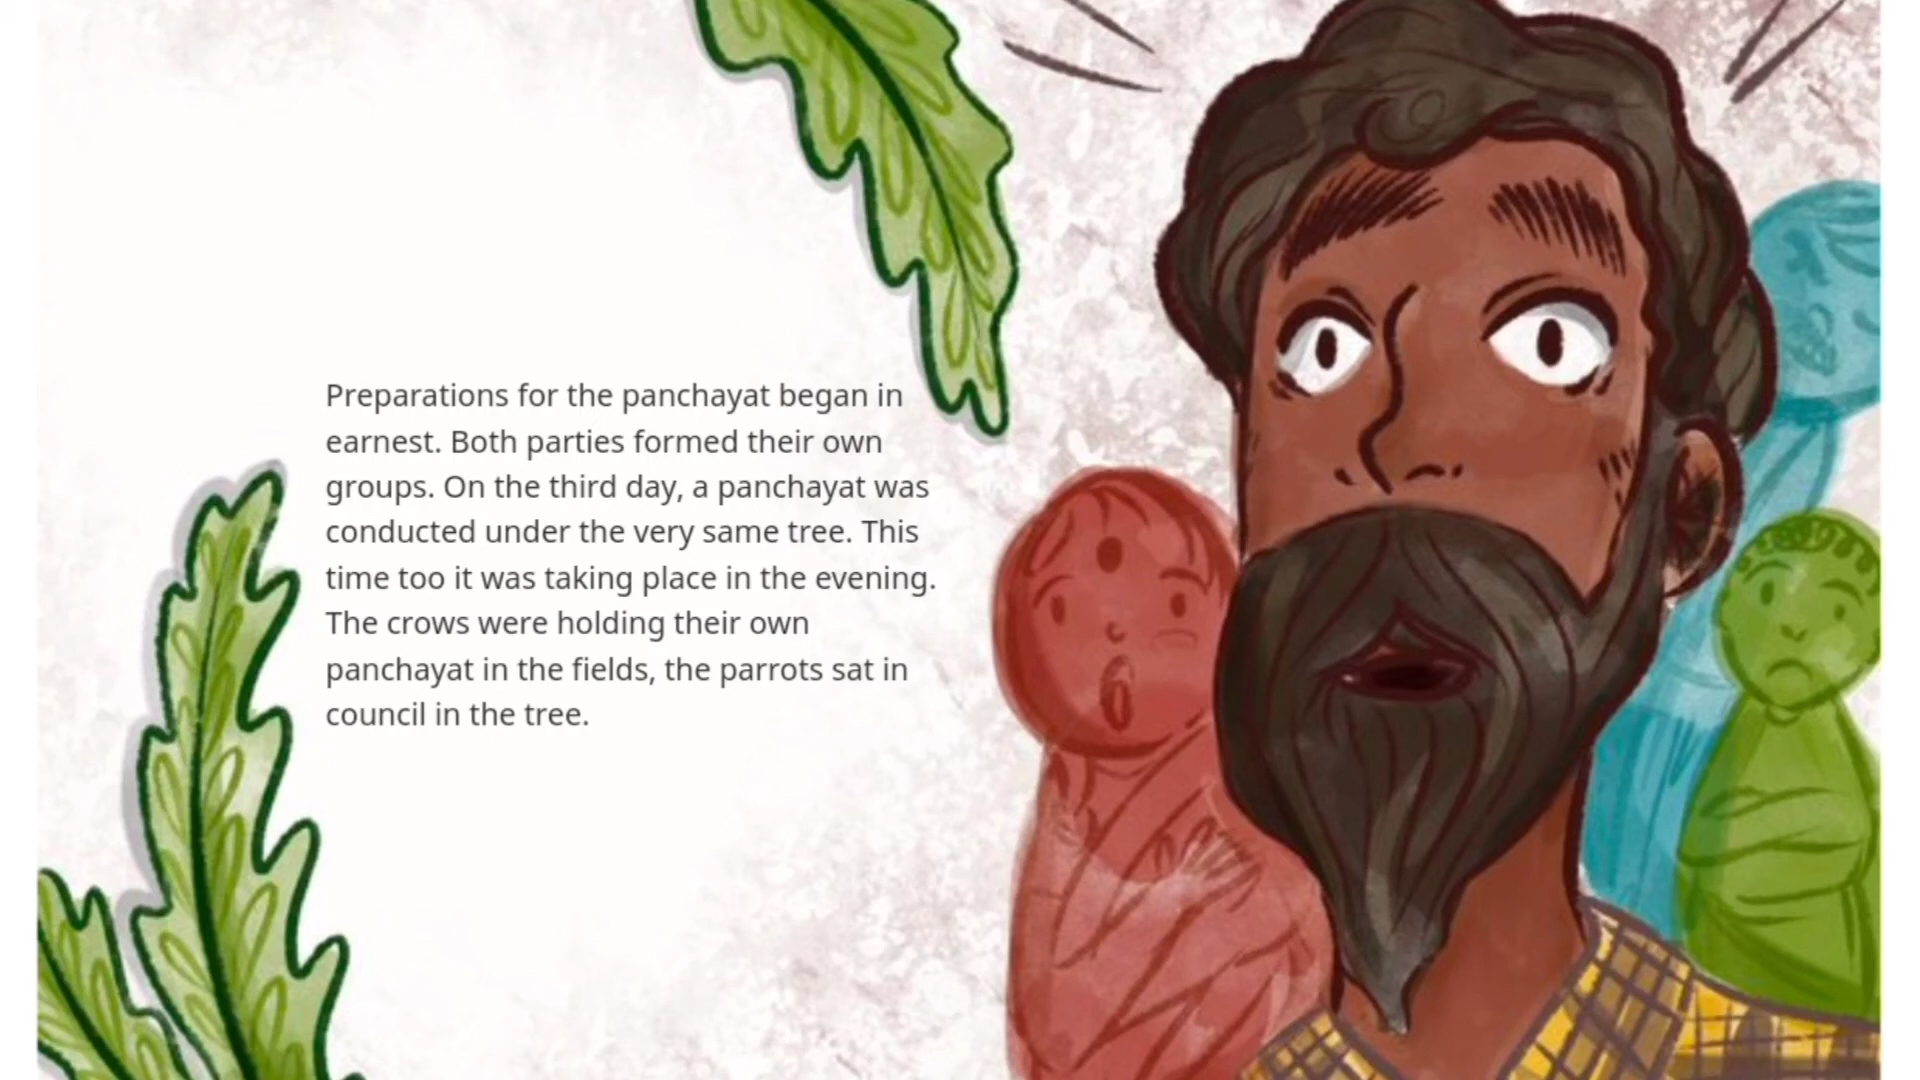 Preparations for the panchayat began in
earnest. Both parties formed their own
groups. On the third day, a panchayat was
conducted under the very same tree. This
time too it was taking place in the evening.
The crows were holding their own
panchayat in the fields, the parrots sat in
council in the tree.